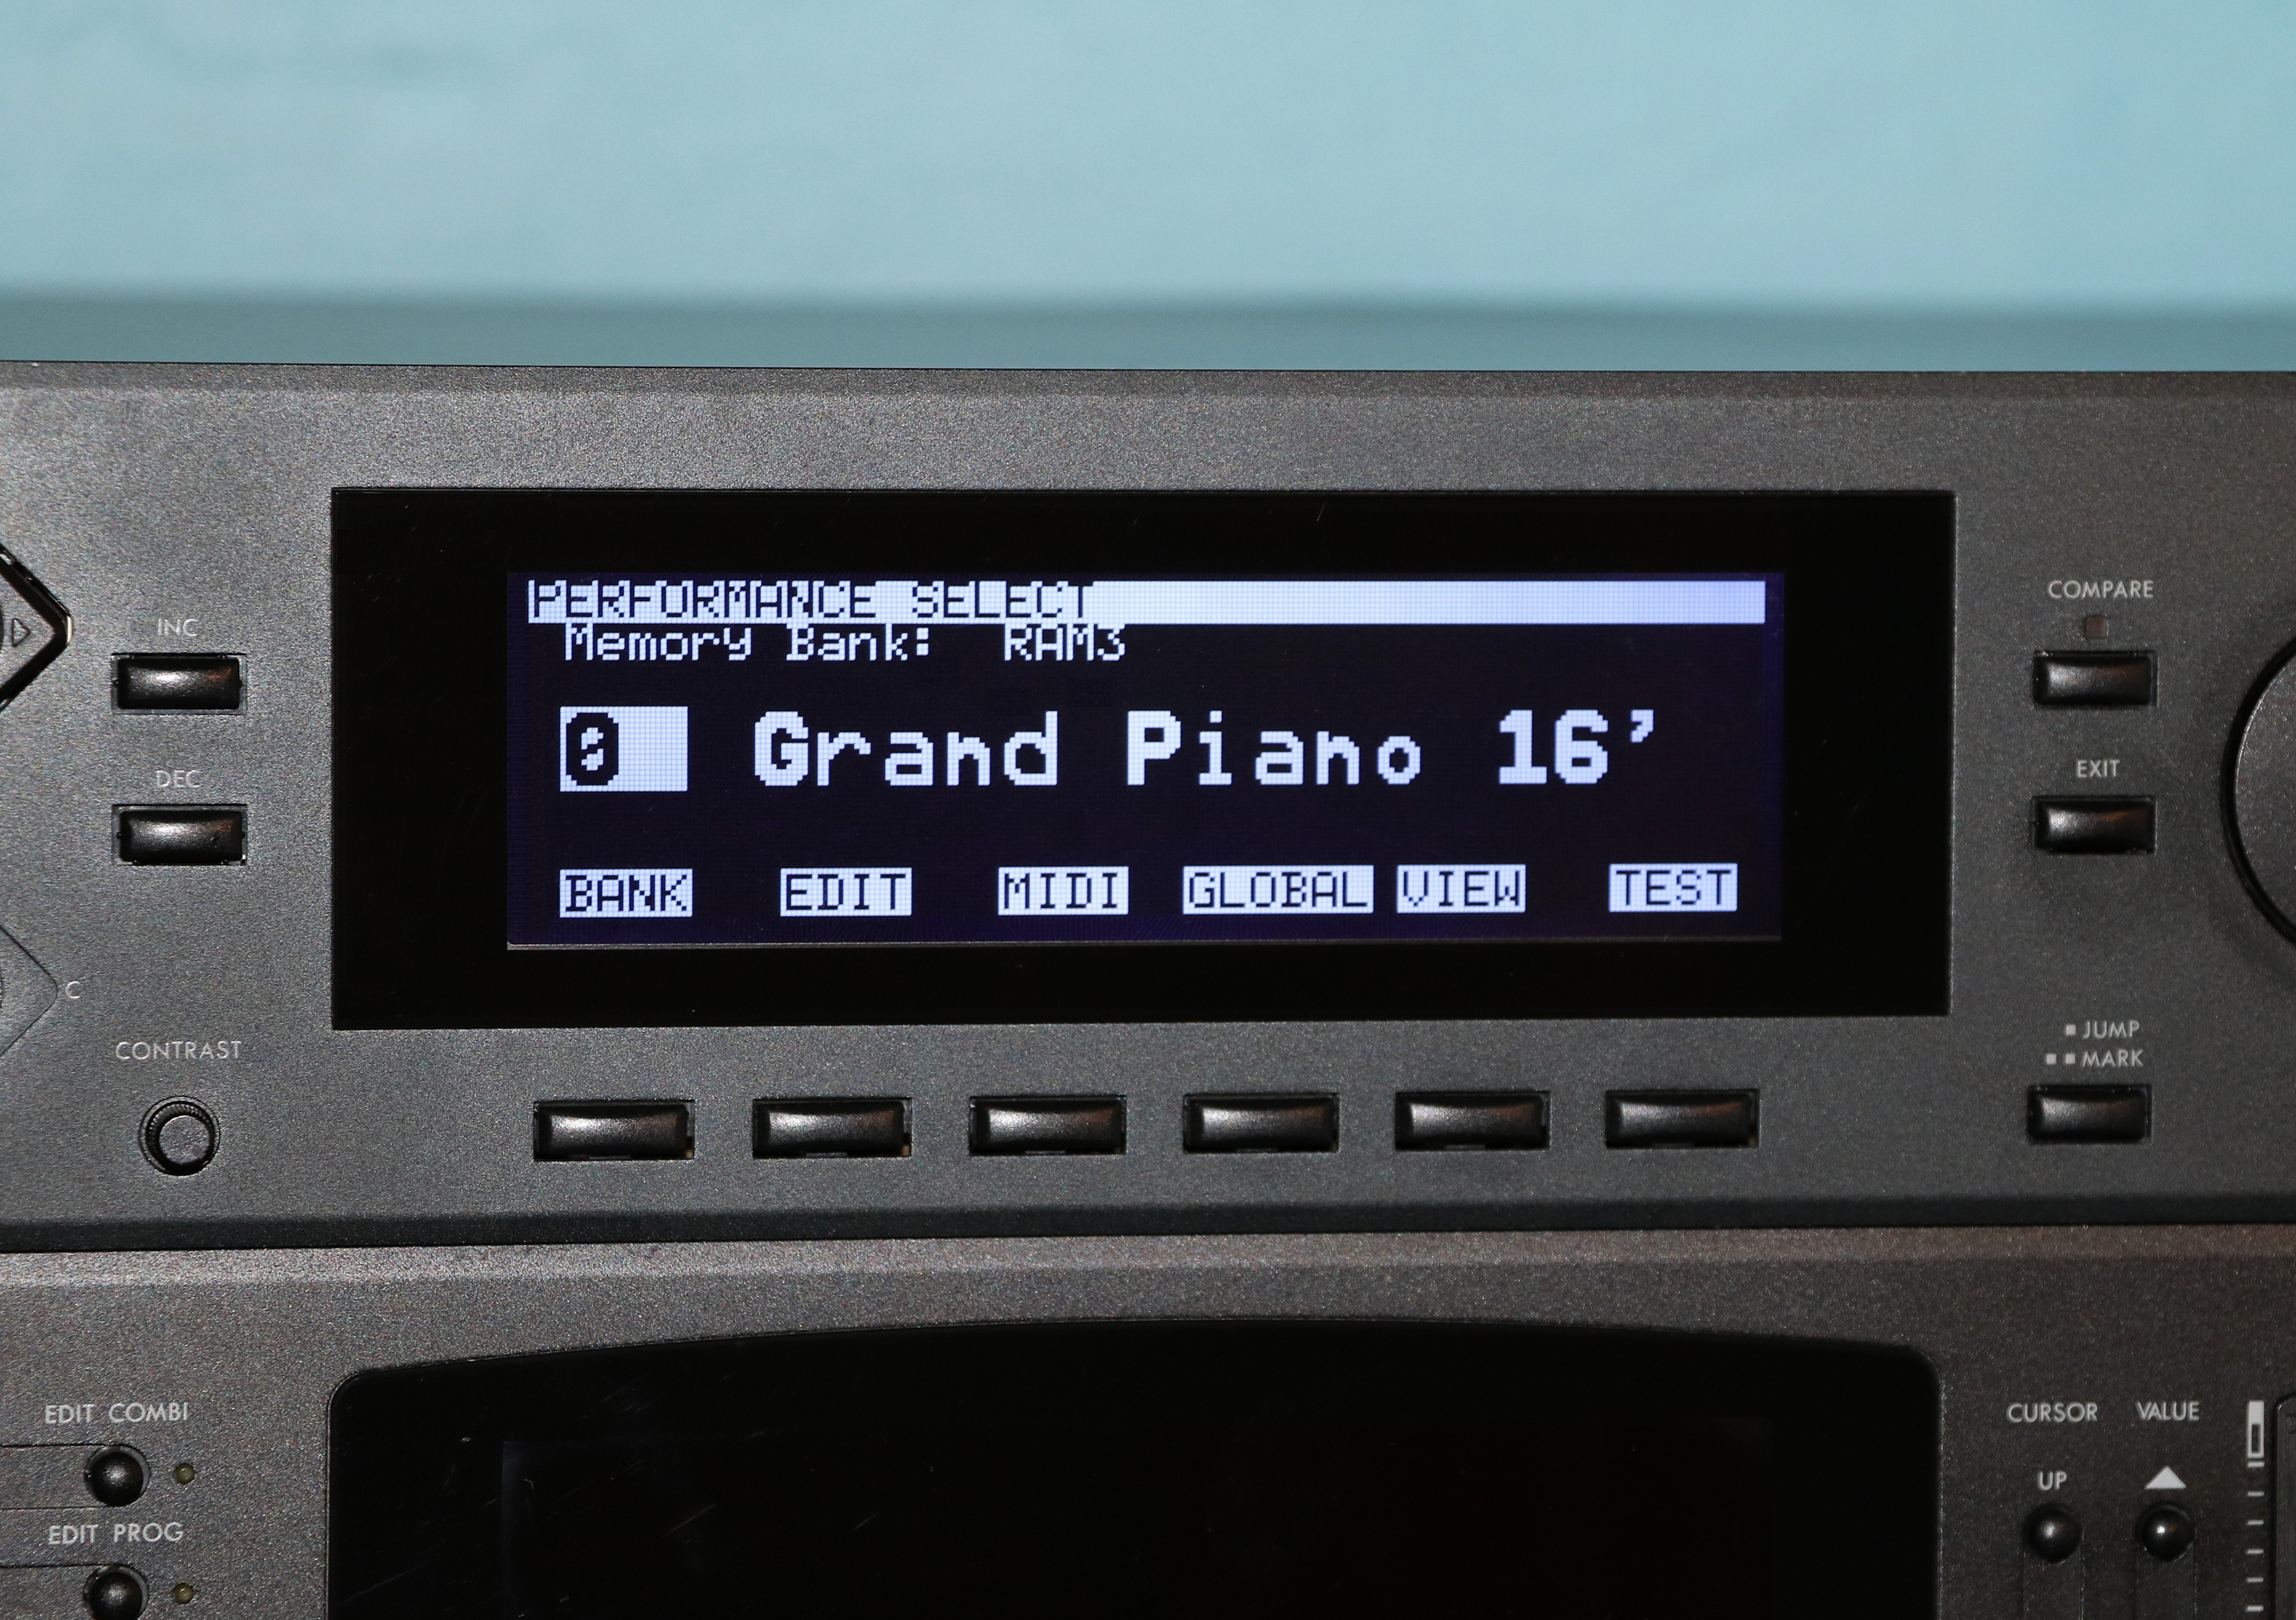 PERFORMANCE SELECT
Memory Bank: RAM3
0 Grand Piano 16’
BANK EDIT MIDI GLOBAL VIEW TEST
INC
DEC
C
CONTRAST
COMPARE
EXIT
JUMP
MARK
EDIT COMBI
EDIT PROG
CURSOR VALUE
UP